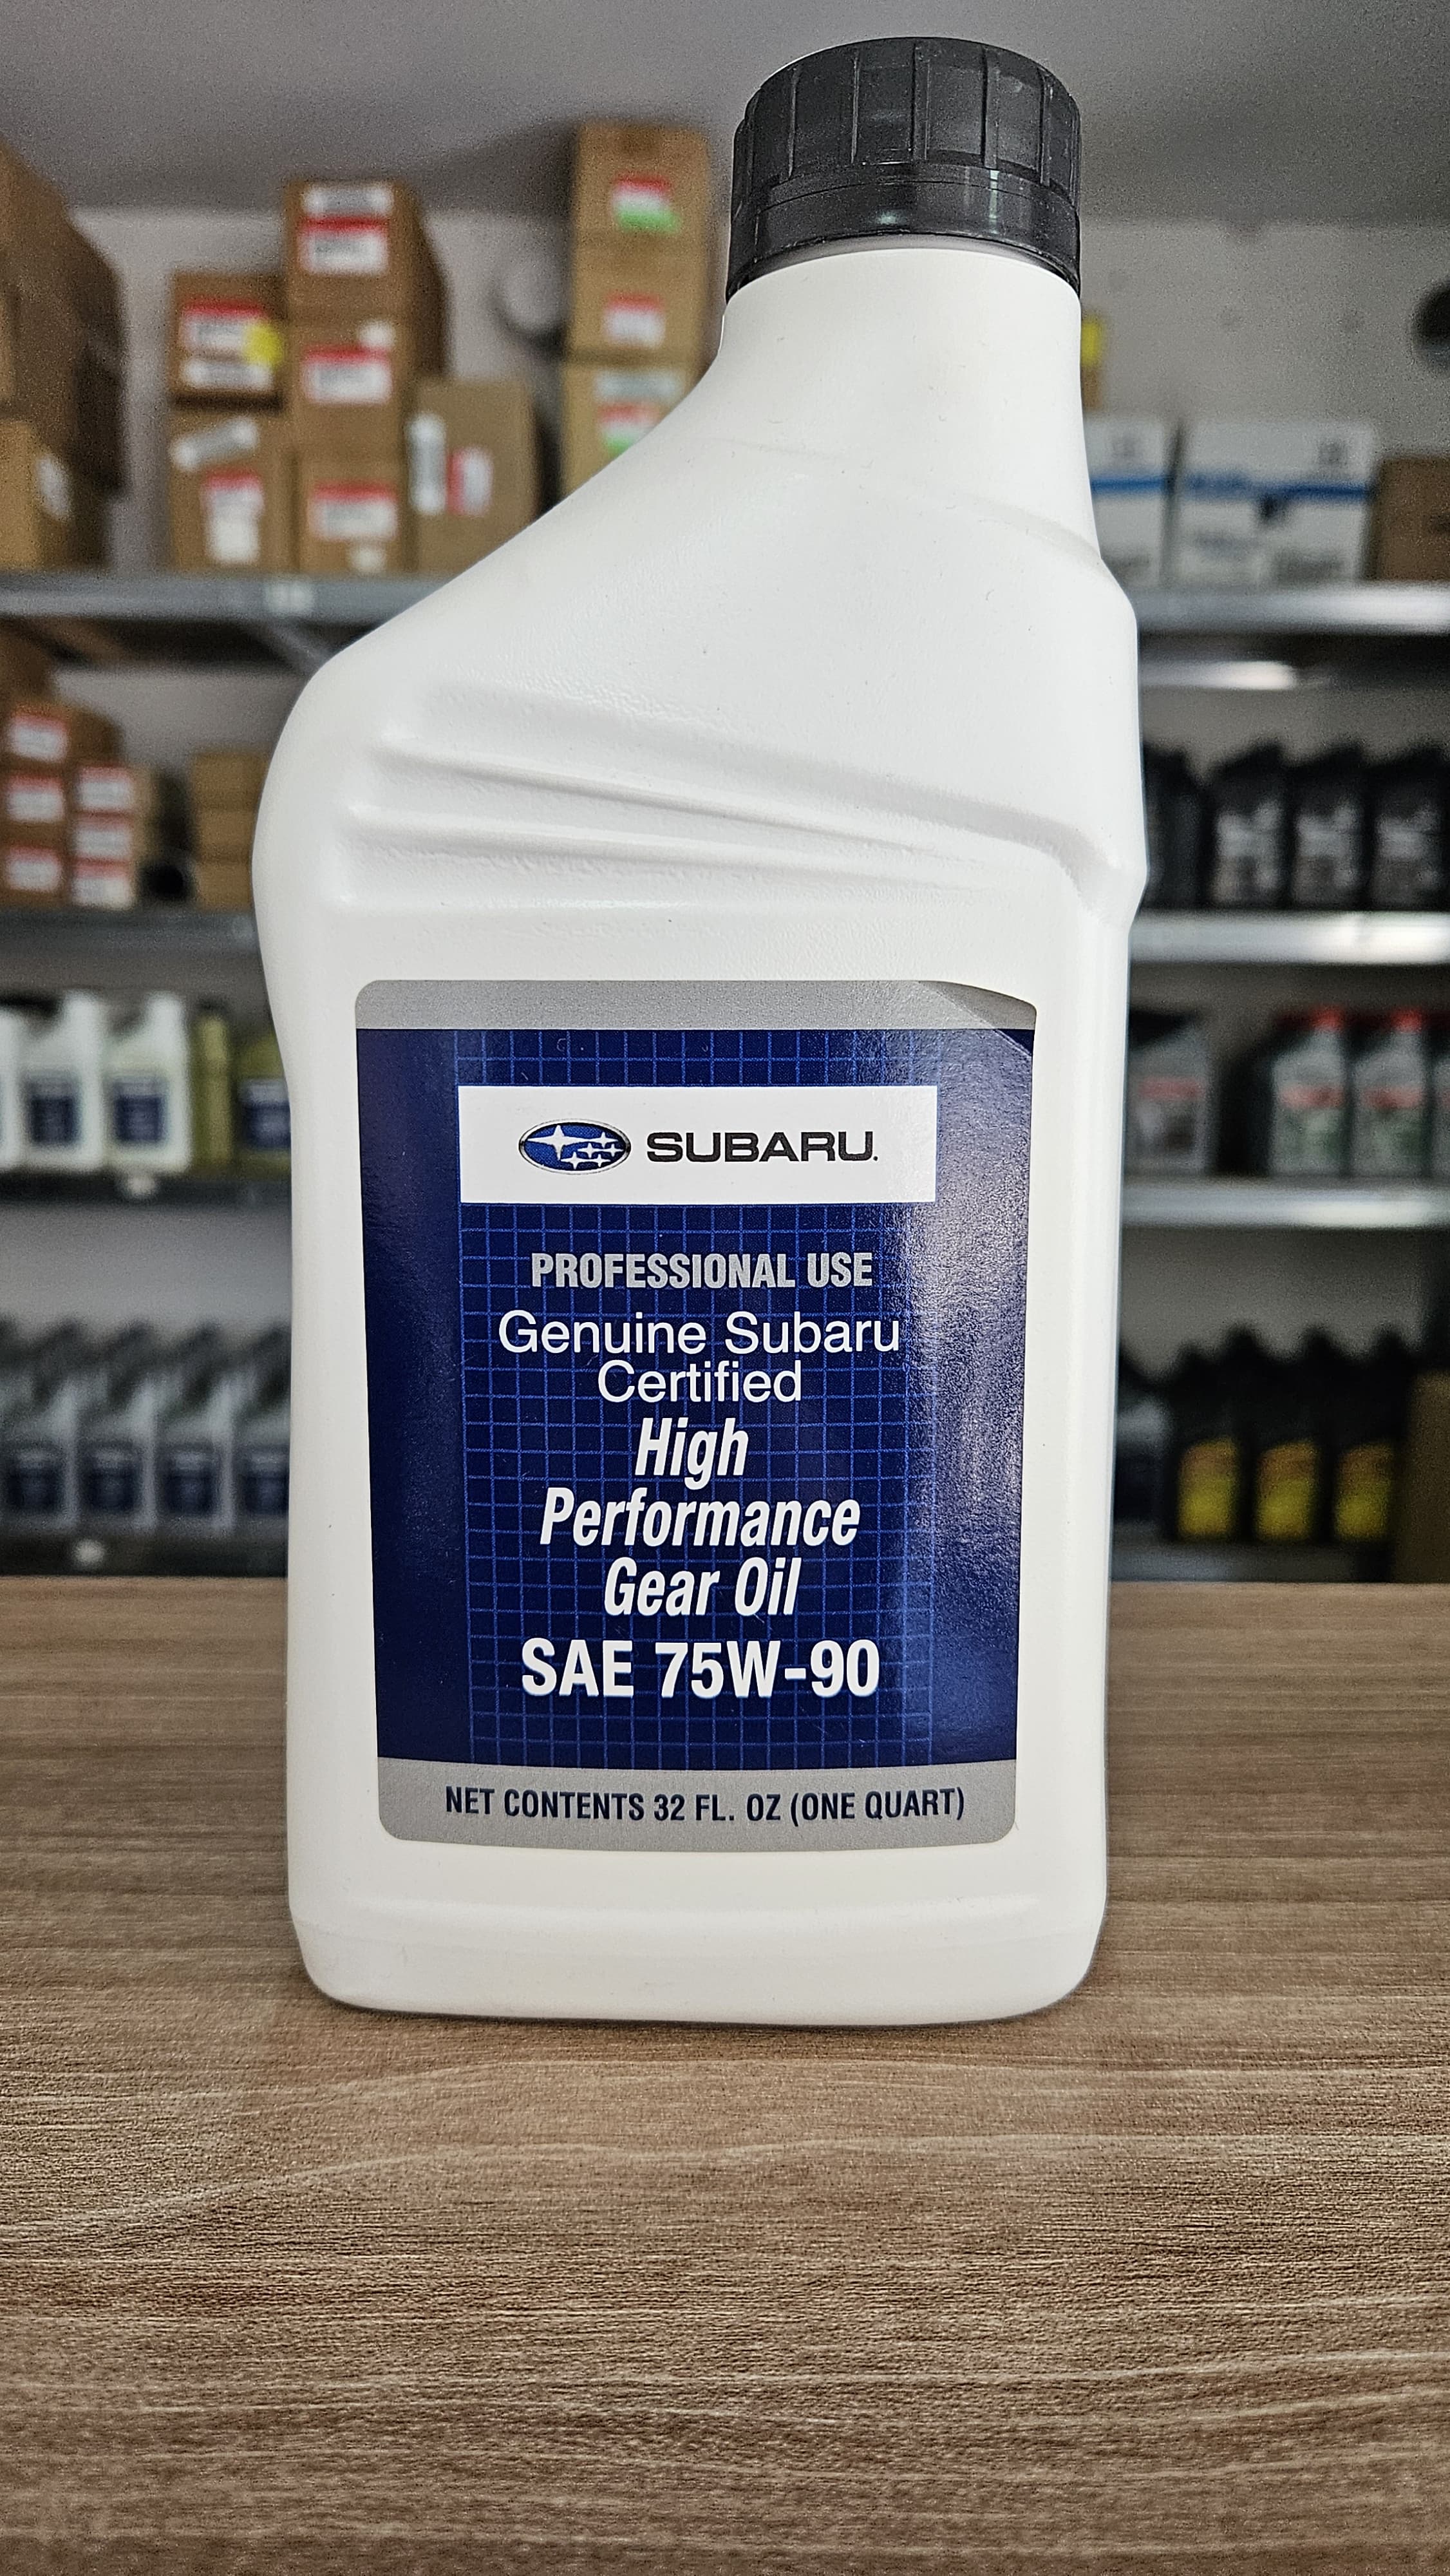 SUBARU.
PROFESSIONAL USE
Genuine Subaru
Certified
High
Performance
Gear Oil
SAE 75W-90
NET CONTENTS 32 FL. OZ (ONE QUART)